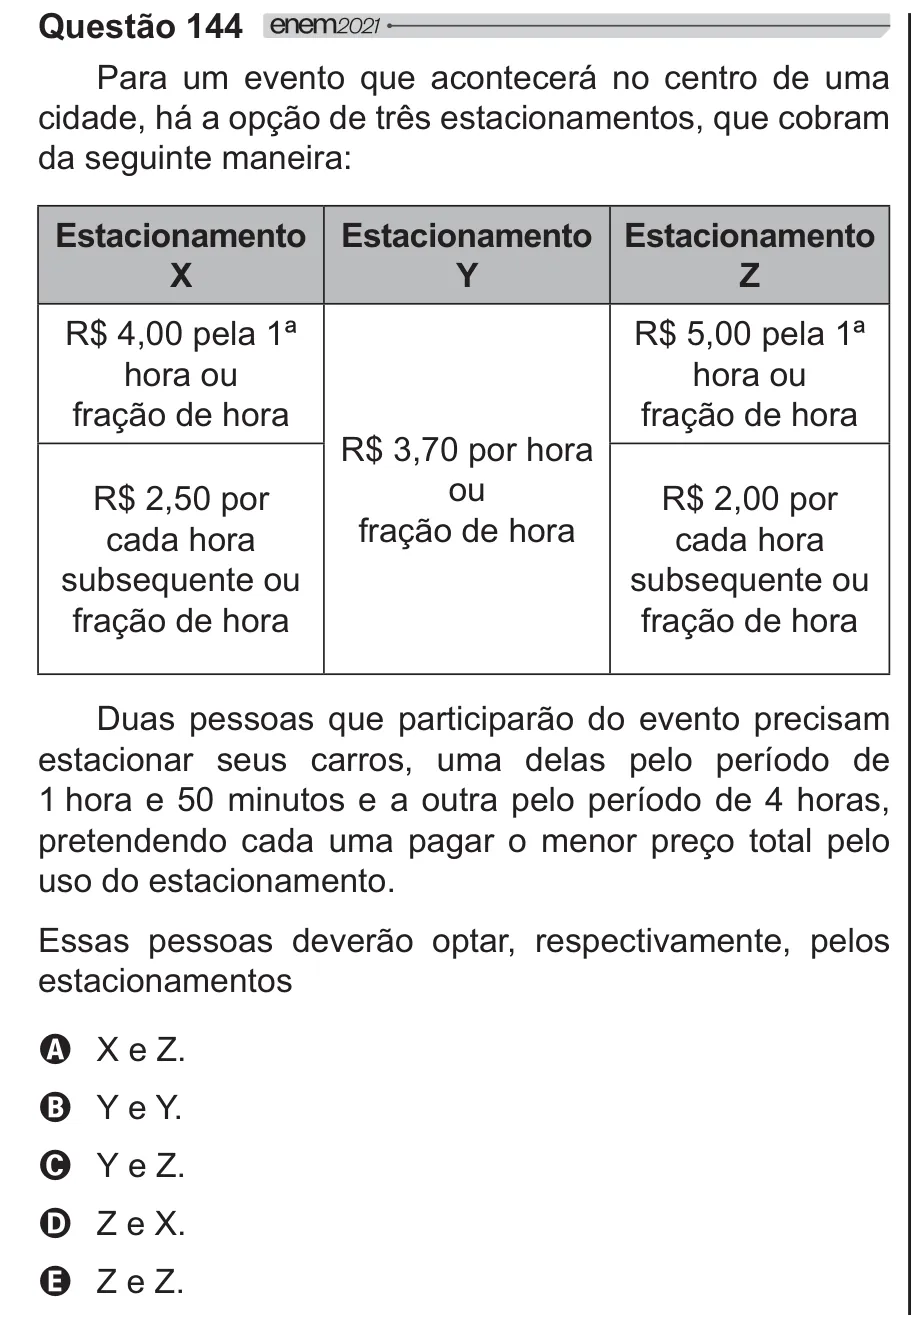 Questão 144 enem2021
Para um evento que acontecerá no centro de uma
cidade, há a opção de três estacionamentos, que cobram
da seguinte maneira:
Estacionamento
X
Estacionamento
Y
Estacionamento
Z
R$ 4,00 pela 1ª
hora ou
fração de hora
R$ 3,70 por hora
ou
fração de hora
R$ 5,00 pela 1ª
hora ou
fração de hora
R$ 2,50 por
cada hora
subsequente ou
fração de hora
R$ 2,00 por
cada hora
subsequente ou
fração de hora
Duas pessoas que participarão do evento precisam
estacionar seus carros, uma delas pelo período de
1 hora e 50 minutos e a outra pelo período de 4 horas,
pretendendo cada uma pagar o menor preço total pelo
uso do estacionamento.
Essas pessoas deverão optar, respectivamente, pelos
estacionamentos
A X e Z.
B Y e Y.
C Y e Z.
D Z e X.
E Z e Z.